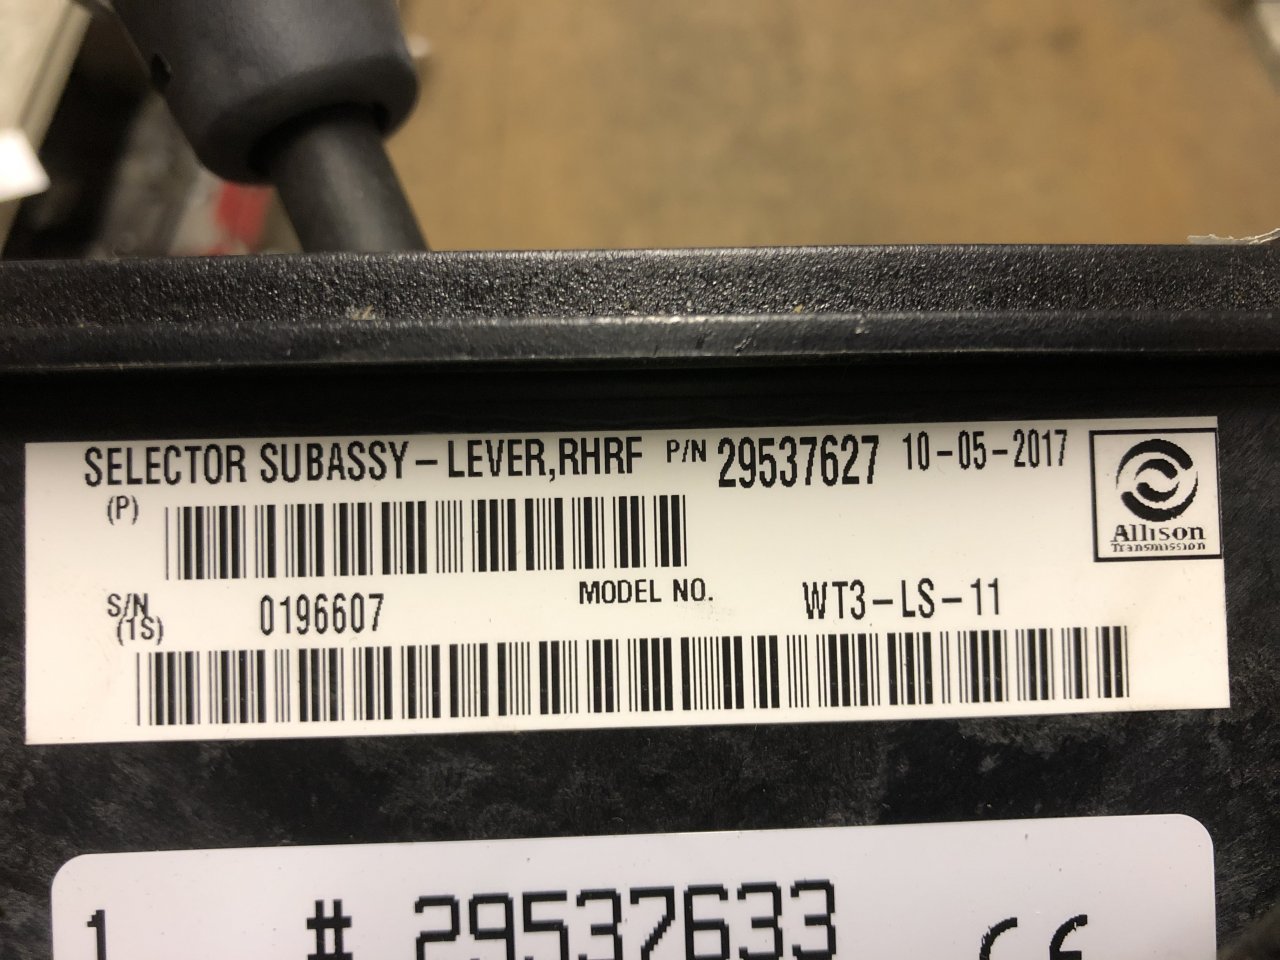 SELECTOR SUBASSY-LEVER,RHRF P/N 29537627 10-05-2017
(P)
Allison
Transmission
S/N 0196607 MODEL NO. WT3-LS-11
(1S)
1 # 29537633 CE